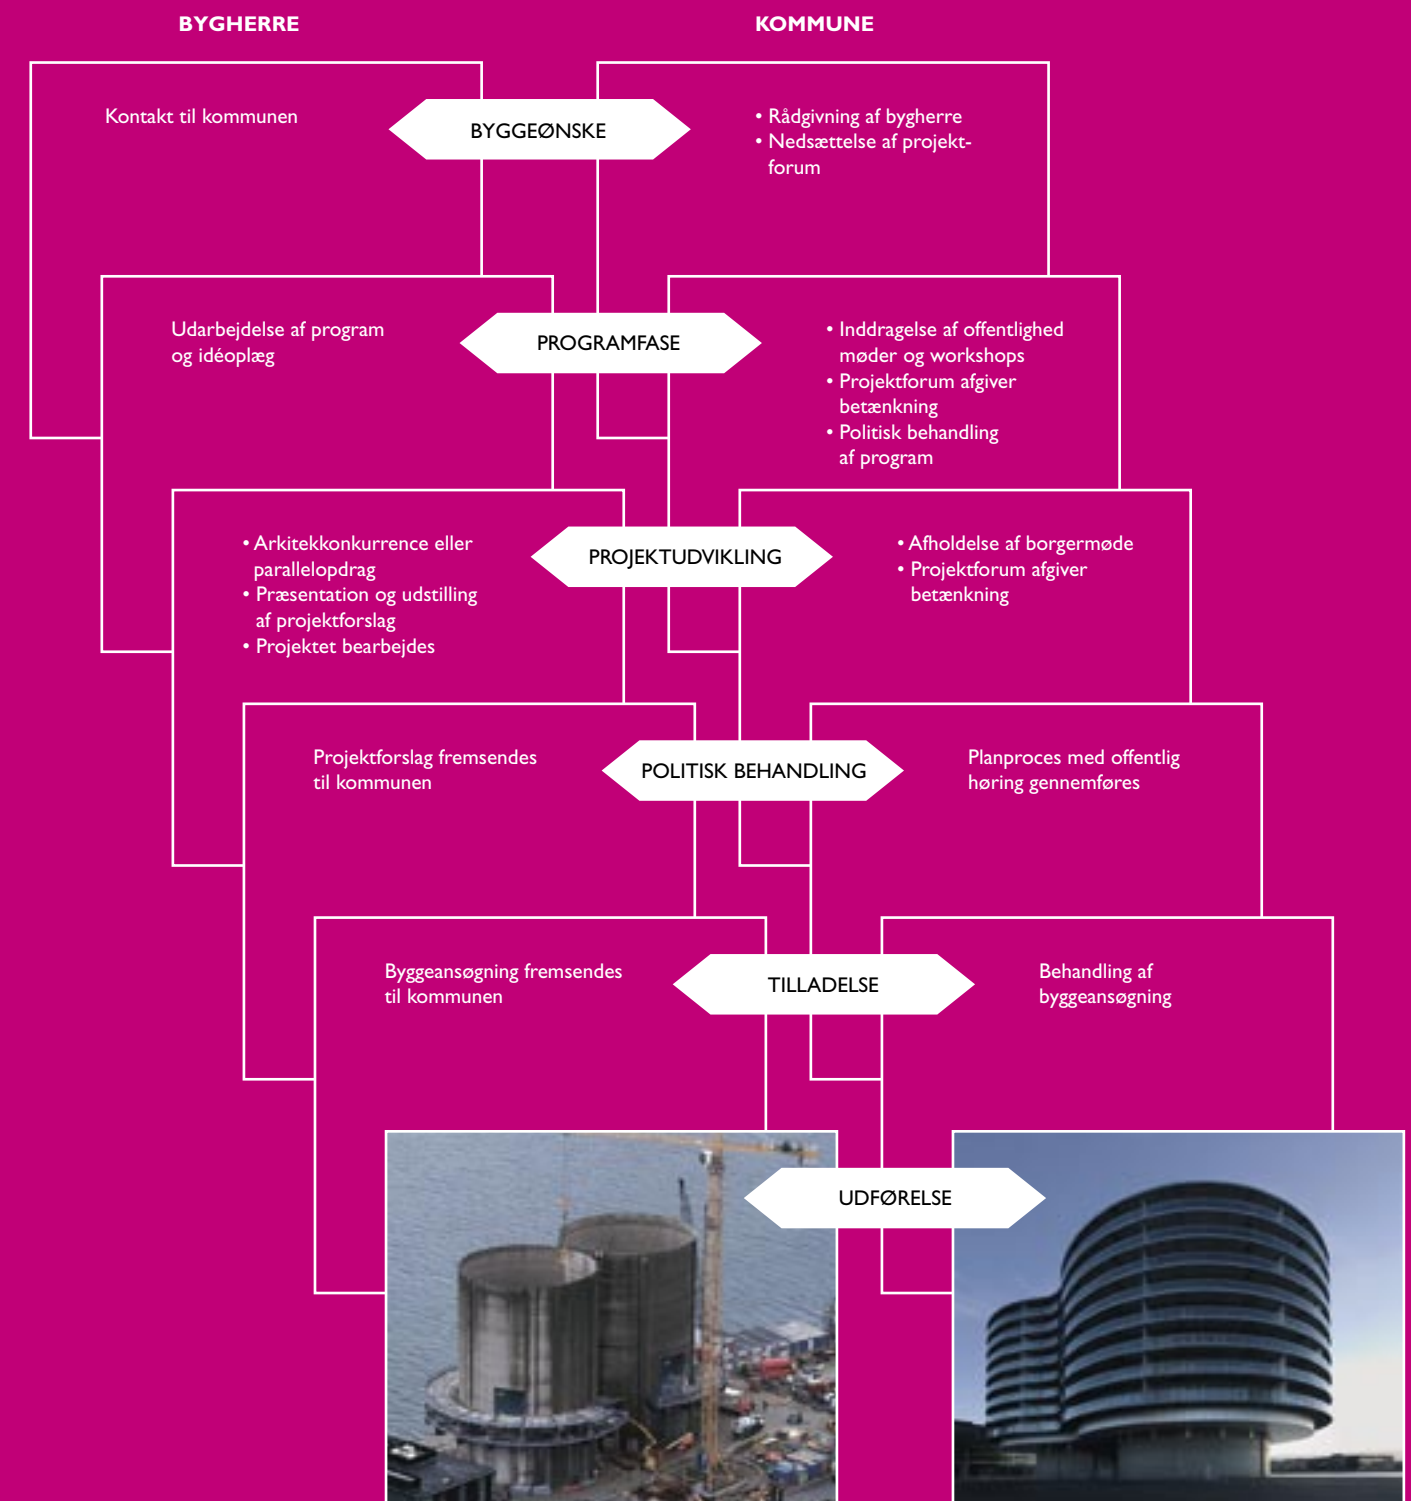 BYGHERRE
KOMMUNE
Kontakt til kommunen
BYGGEØNSKE
• Rådgivning af bygherre
• Nedsættelse af projekt-
forum
Udarbejdelse af program
og idéoplæg
PROGRAMFASE
• Inddragelse af offentlighed
møder og workshops
• Projektforum afgiver
betænkning
• Politisk behandling
af program
• Arkitekkonkurrence eller
parallelopdrag
• Præsentation og udstilling
af projektforslag
• Projektet bearbejdes
PROJEKTUDVIKLING
• Afholdelse af borgermøde
• Projektforum afgiver
betænkning
Projektforslag fremsendes
til kommunen
POLITISK BEHANDLING
Planproces med offentlig
høring gennemføres
Byggeansøgning fremsendes
til kommunen
TILLADELSE
Behandling af
byggeansøgning
UDFØRELSE